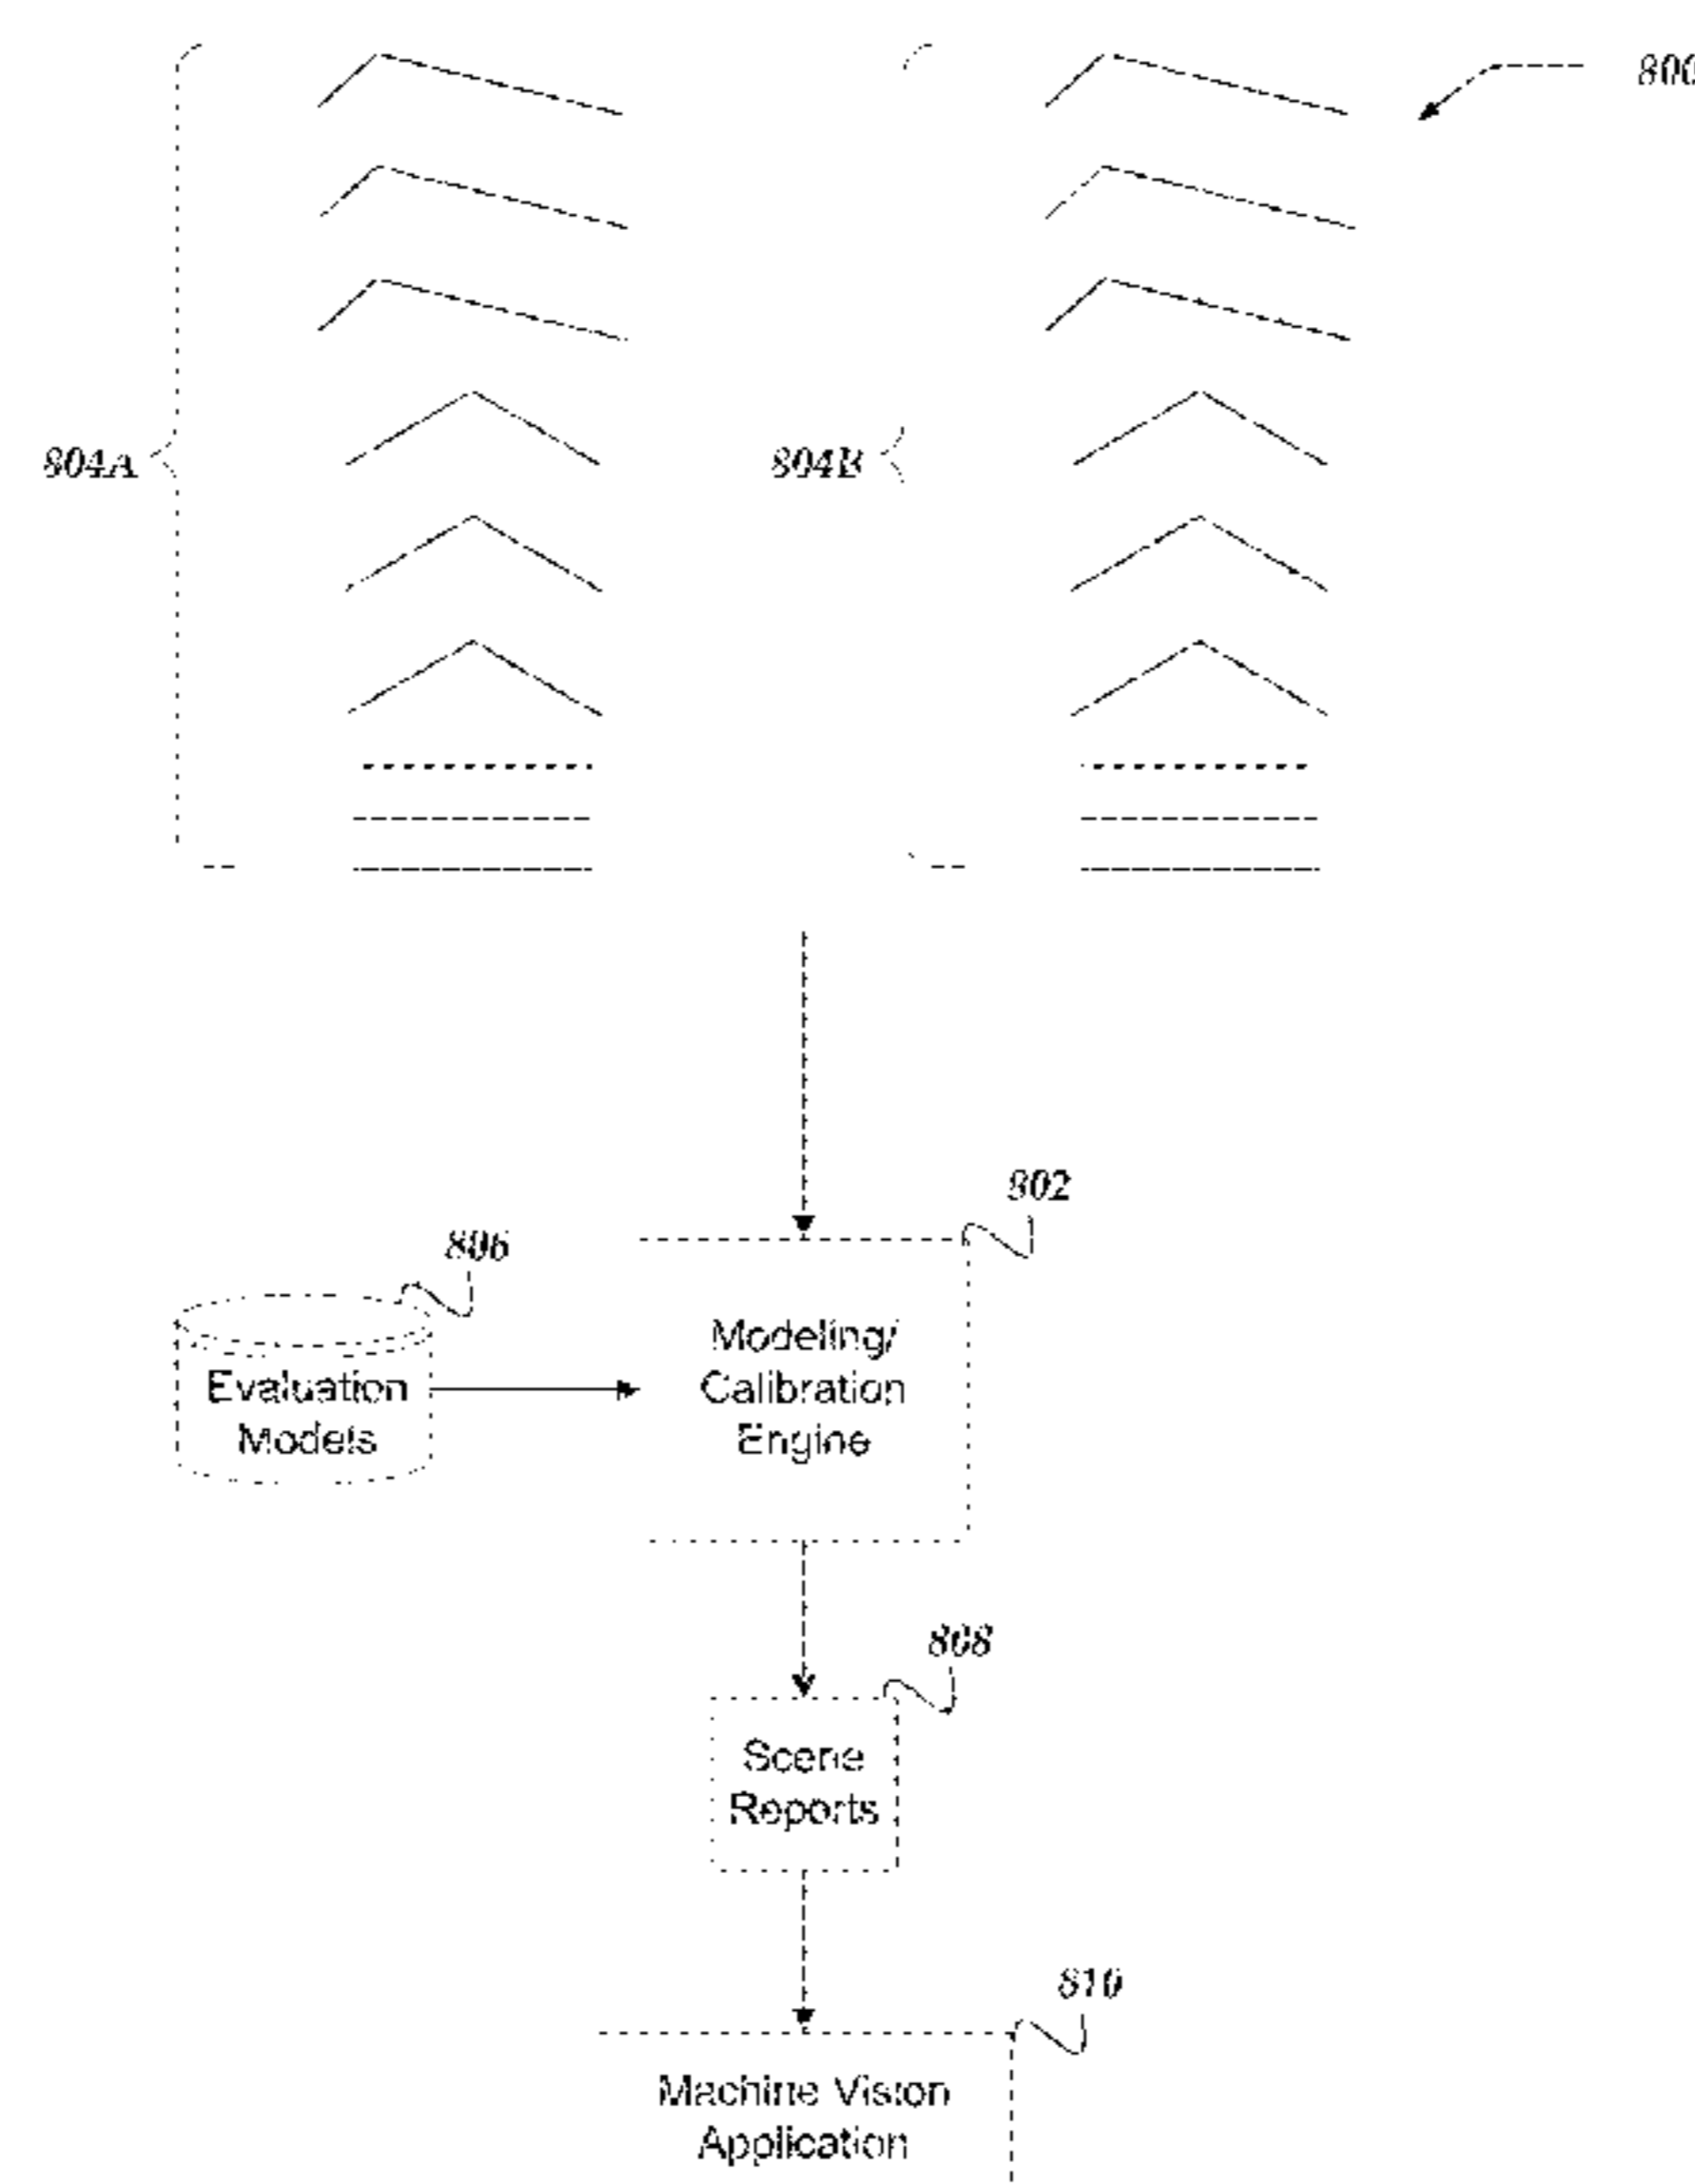 800
804A
804B
802
806
Modeling/
Calibration
Engine
Evaluation
Models
808
Scene
Reports
810
Machine Vision
Application